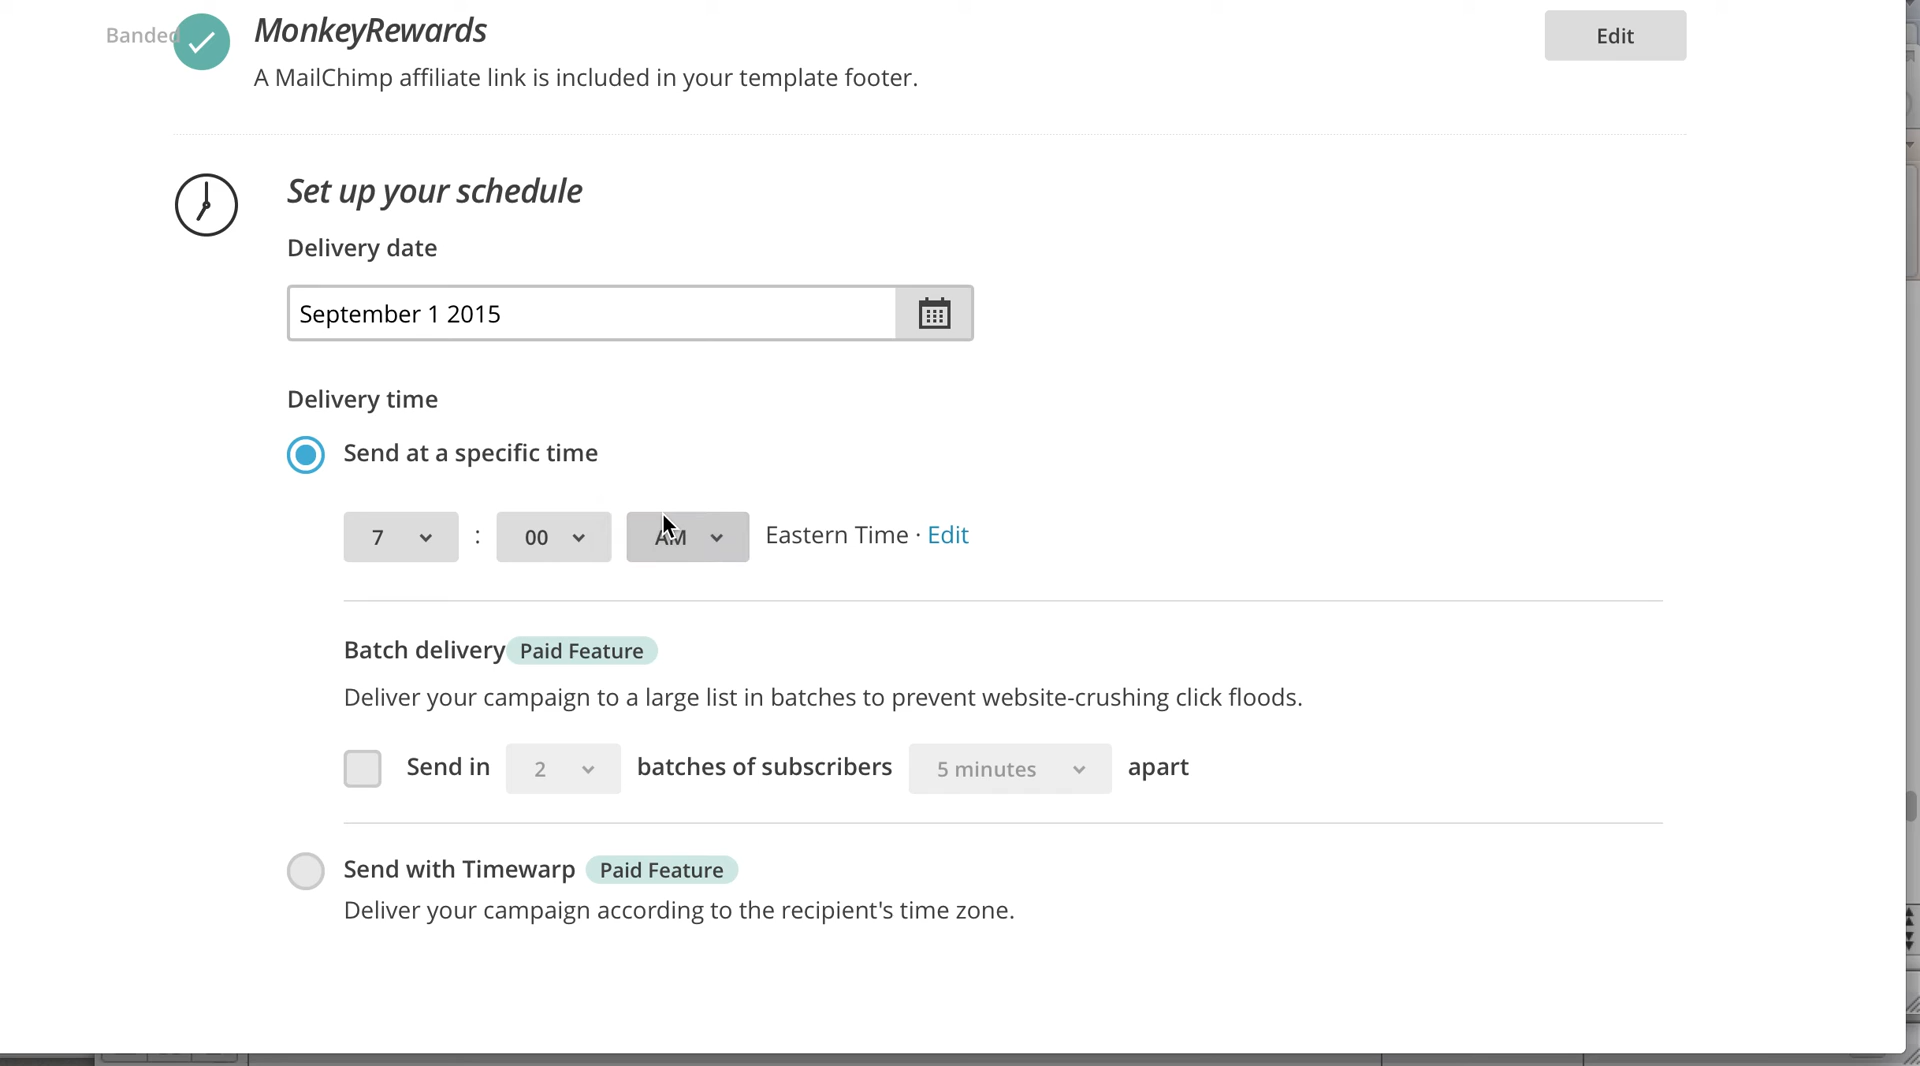 Banded
MonkeyRewards
Edit
A MailChimp affiliate link is included in your template footer.
Set up your schedule
Delivery date
September 1 2015
Delivery time
Send at a specific time
7 : 00 AM Eastern Time · Edit
Batch delivery Paid Feature
Deliver your campaign to a large list in batches to prevent website-crushing click floods.
Send in 2 batches of subscribers 5 minutes apart
Send with Timewarp Paid Feature
Deliver your campaign according to the recipient's time zone.